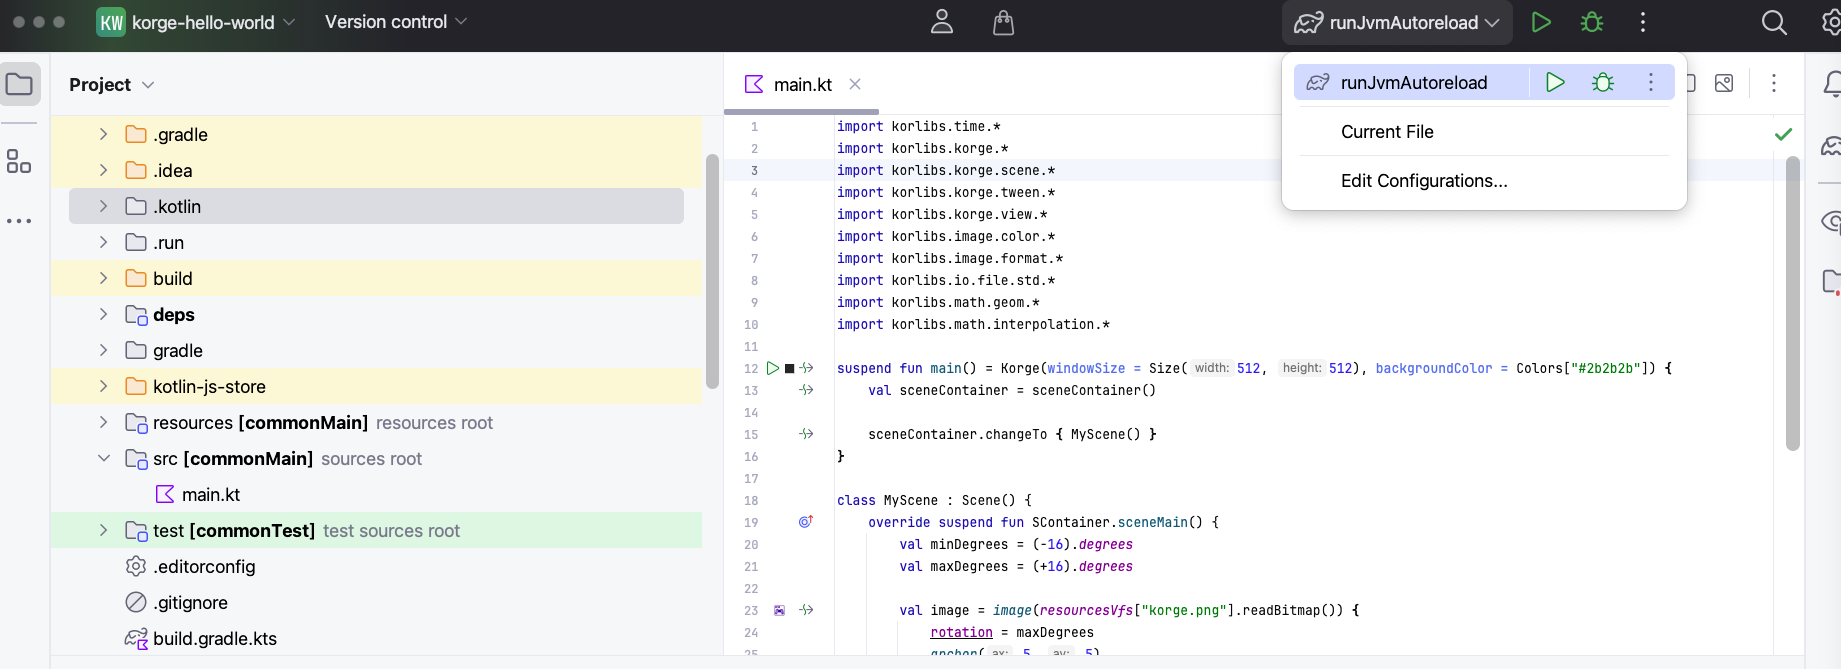 KW korge-hello-world Version control runJvmAutoreload
Project
main.kt
runJvmAutoreload
Current File
Edit Configurations...
.gradle
.idea
.kotlin
.run
build
deps
gradle
kotlin-js-store
resources [commonMain] resources root
src [commonMain] sources root
main.kt
test [commonTest] test sources root
.editorconfig
.gitignore
build.gradle.kts
1 import korlibs.time.*
2 import korlibs.korge.*
3 import korlibs.korge.scene.*
4 import korlibs.korge.tween.*
5 import korlibs.korge.view.*
6 import korlibs.image.color.*
7 import korlibs.image.format.*
8 import korlibs.io.file.std.*
9 import korlibs.math.geom.*
10 import korlibs.math.interpolation.*
11
12 suspend fun main() = Korge(windowSize = Size( width: 512, height: 512), backgroundColor = Colors["#2b2b2b"]) {
13 val sceneContainer = sceneContainer()
14
15 sceneContainer.changeTo { MyScene() }
16 }
17
18 class MyScene : Scene() {
19 override suspend fun SContainer.sceneMain() {
20 val minDegrees = (-16).degrees
21 val maxDegrees = (+16).degrees
22
23 val image = image(resourcesVfs["korge.png"].readBitmap()) {
24 rotation = maxDegrees
25 anchor( ax: .5, ay: .5)